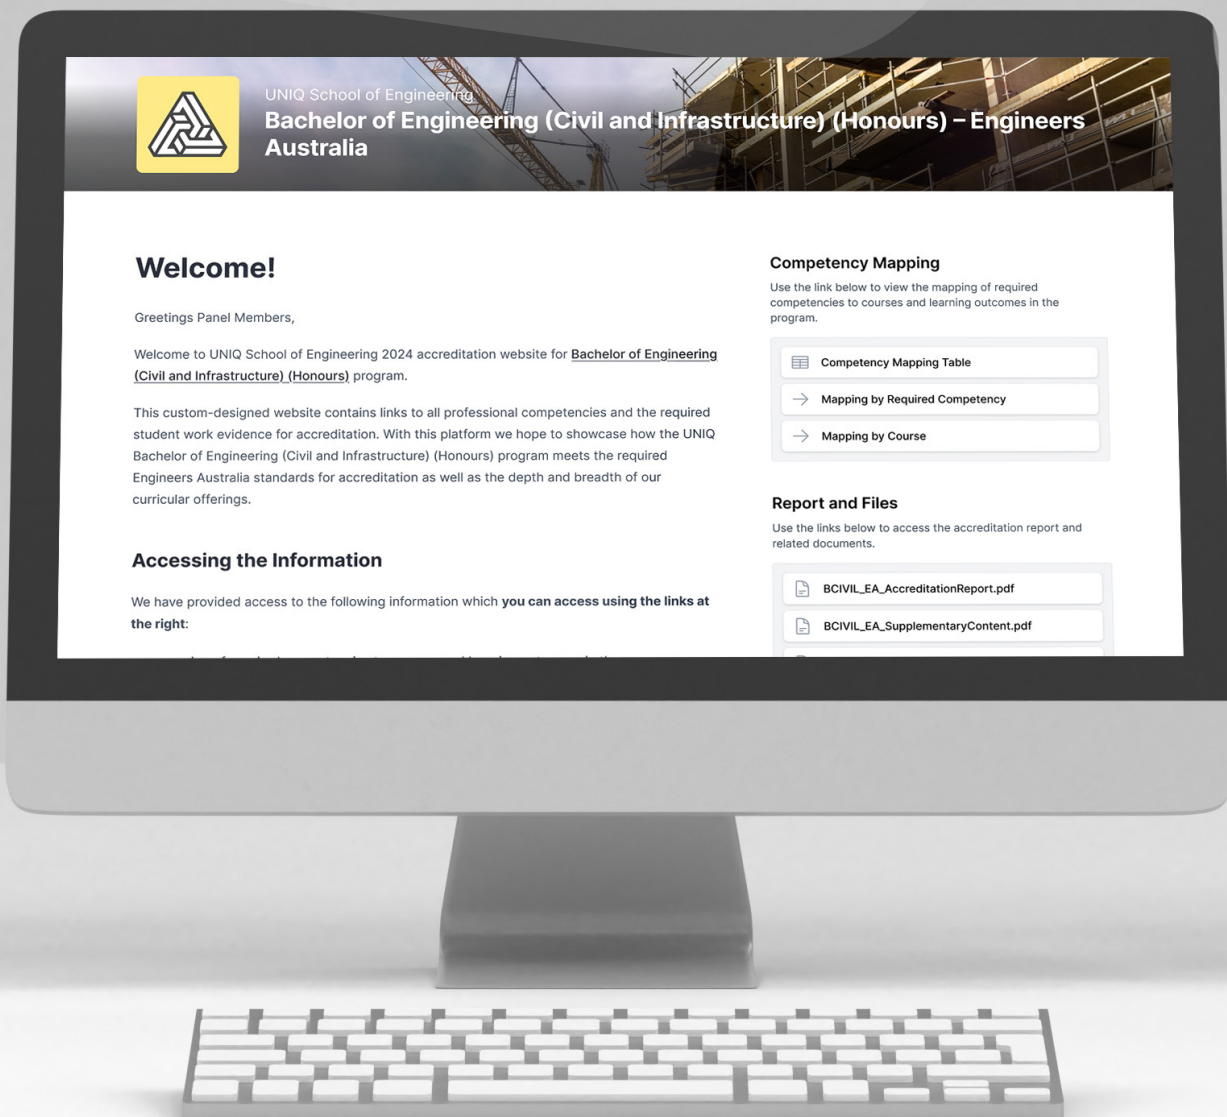 UNIQ School of Engineering
Bachelor of Engineering (Civil and Infrastructure) (Honours) – Engineers
Australia
Welcome!
Greetings Panel Members,
Welcome to UNIQ School of Engineering 2024 accreditation website for Bachelor of Engineering
(Civil and Infrastructure) (Honours) program.
This custom-designed website contains links to all professional competencies and the required
student work evidence for accreditation. With this platform we hope to showcase how the UNIQ
Bachelor of Engineering (Civil and Infrastructure) (Honours) program meets the required
Engineers Australia standards for accreditation as well as the depth and breadth of our
curricular offerings.
Accessing the Information
We have provided access to the following information which you can access using the links at
the right:
Competency Mapping
Use the link below to view the mapping of required
competencies to courses and learning outcomes in the
program.
Competency Mapping Table
Mapping by Required Competency
Mapping by Course
Report and Files
Use the links below to access the accreditation report and
related documents.
BCIVIL_EA_AccreditationReport.pdf
BCIVIL_EA_SupplementaryContent.pdf